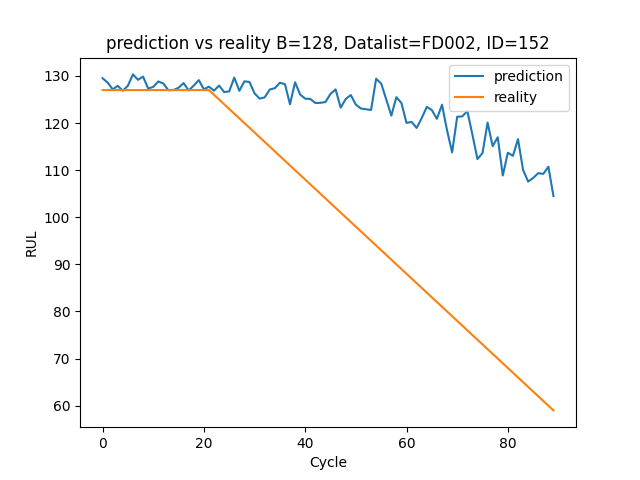 prediction vs reality B=128, Datalist=FD002, ID=152
prediction
reality
RUL
130
120
110
100
90
80
70
60
0
20
40
60
80
Cycle